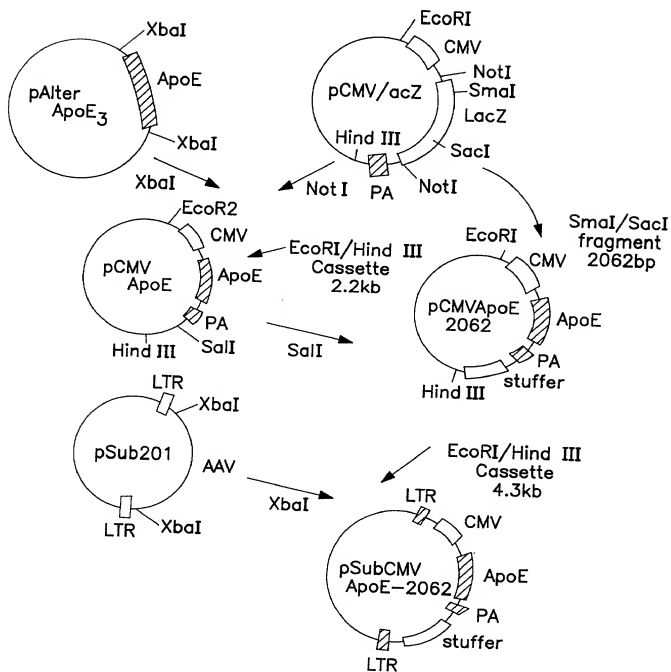 XbaI
ApoE
pAlter
ApoE3
XbaI
XbaI
EcoRI
CMV
NotI
SmaI
pCMV/acZ
LacZ
Hind III
SacI
PA
NotI
Not I
SmaI/SacI
fragment
2062bp
EcoR2
CMV
pCMV
ApoE
ApoE
PA
Hind III
SalI
EcoRI/Hind III
Cassette
2.2kb
SalI
EcoRI
CMV
pCMVApoE
2062
ApoE
PA
stuffer
Hind III
LTR
XbaI
pSub201
AAV
LTR
XbaI
XbaI
EcoRI/Hind III
Cassette
4.3kb
LTR
CMV
pSubCMV
ApoE-2062
ApoE
PA
stuffer
LTR